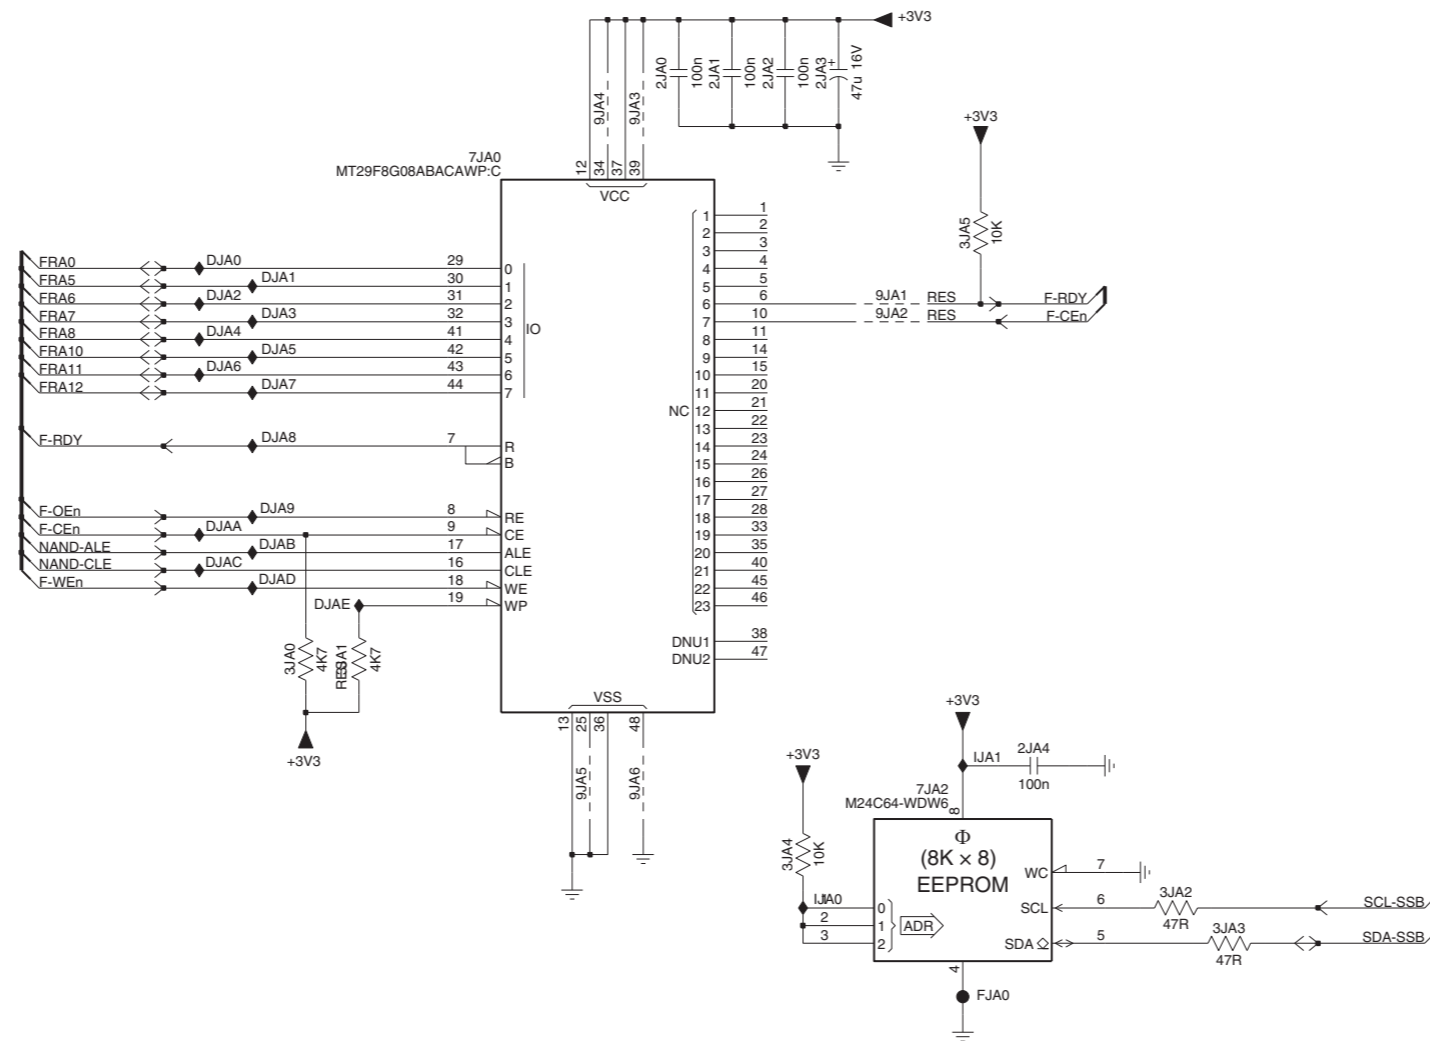 +3V3
2JA0
100n
2JA1
100n
2JA2
100n
2JA3
+
47u 16V
9JA4
9JA3
7JA0
MT29F8G08ABACAWP:C
12
34
37
39
VCC
+3V3
3JA5
10K
FRA0 DJA0 29 0
FRA5 DJA1 30 1
FRA6 DJA2 31 2
FRA7 DJA3 32 3
FRA8 DJA4 41 4
FRA10 DJA5 42 5
FRA11 DJA6 43 6
FRA12 DJA7 44 7
IO
F-RDY DJA8 7 R
B
F-OEn DJA9 8 RE
F-CEn DJAA 9 CE
NAND-ALE DJAB 17 ALE
NAND-CLE DJAC 16 CLE
F-WEn DJAD 18 WE
DJAE 19 WP
3JA0
4K7
RES
4K7
+3V3
NC
1 1
2 2
3 3
4 4
5 5
6 6 9JA1 RES F-RDY
7 10 9JA2 RES F-CEn
8 11
9 14
10 15
11 20
12 21
13 22
14 23
15 24
16 26
17 27
18 28
19 33
20 35
21 40
22 45
23 46
DNU1 38
DNU2 47
VSS
13
25
36
48
9JA5
9JA6
+3V3
IJA1
2JA4
100n
+3V3
3JA4
10K
7JA2
M24C64-WDW6
8
Φ
(8K × 8)
EEPROM
WC 7
IJA0 0
2 1
3 2
ADR
SCL 6 3JA2 47R SCL-SSB
SDA 5 3JA3 47R SDA-SSB
4
FJA0